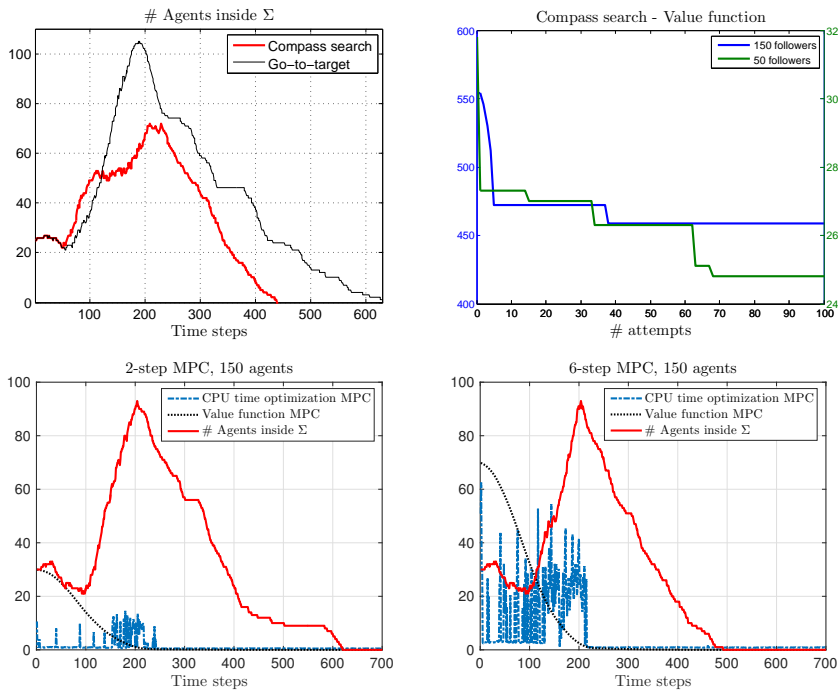 # Agents inside Σ
Compass search
Go-to-target
100
80
60
40
20
0
100 200 300 400 500 600
Time steps
Compass search - Value function
150 followers
50 followers
600
550
500
450
400
32
30
28
26
24
0 10 20 30 40 50 60 70 80 90 100
# attempts
2-step MPC, 150 agents
CPU time optimization MPC
Value function MPC
# Agents inside Σ
100
80
60
40
20
0
0 100 200 300 400 500 600 700
Time steps
6-step MPC, 150 agents
CPU time optimization MPC
Value function MPC
# Agents inside Σ
100
80
60
40
20
0
0 100 200 300 400 500 600 700
Time steps